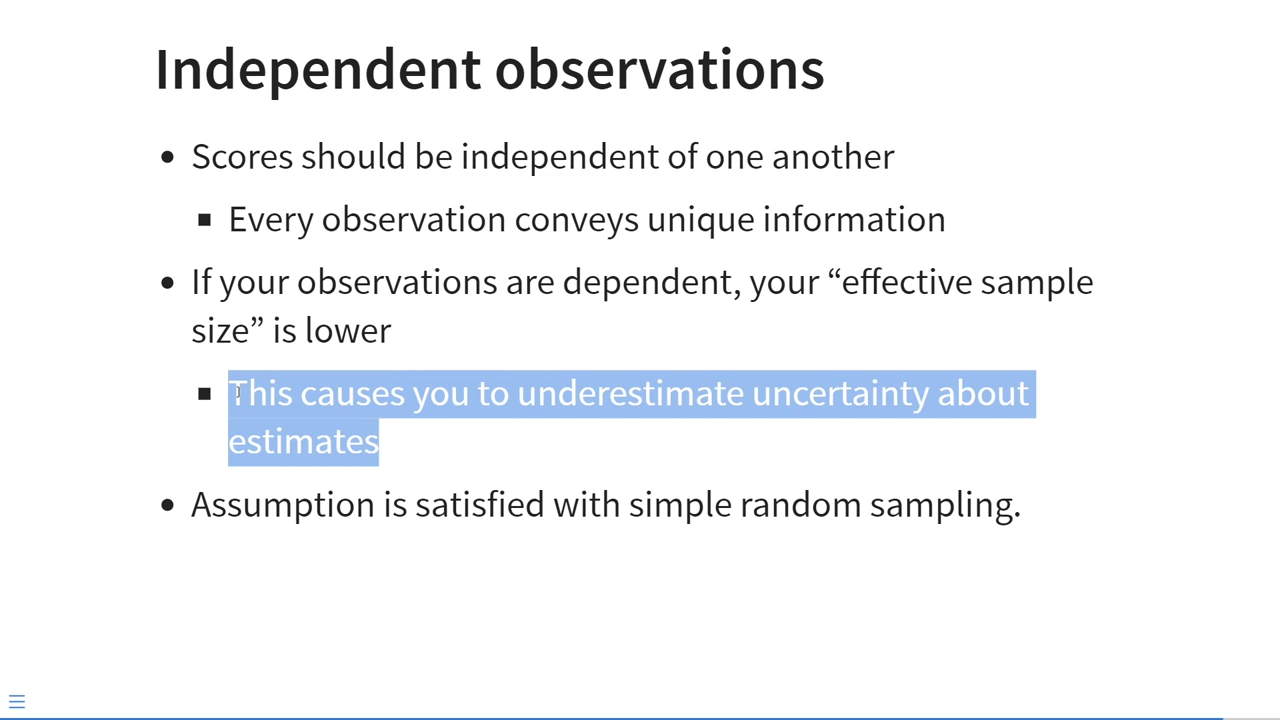 Independent observations
Scores should be independent of one another
Every observation conveys unique information
If your observations are dependent, your “effective sample
size” is lower
This causes you to underestimate uncertainty about
estimates
Assumption is satisfied with simple random sampling.